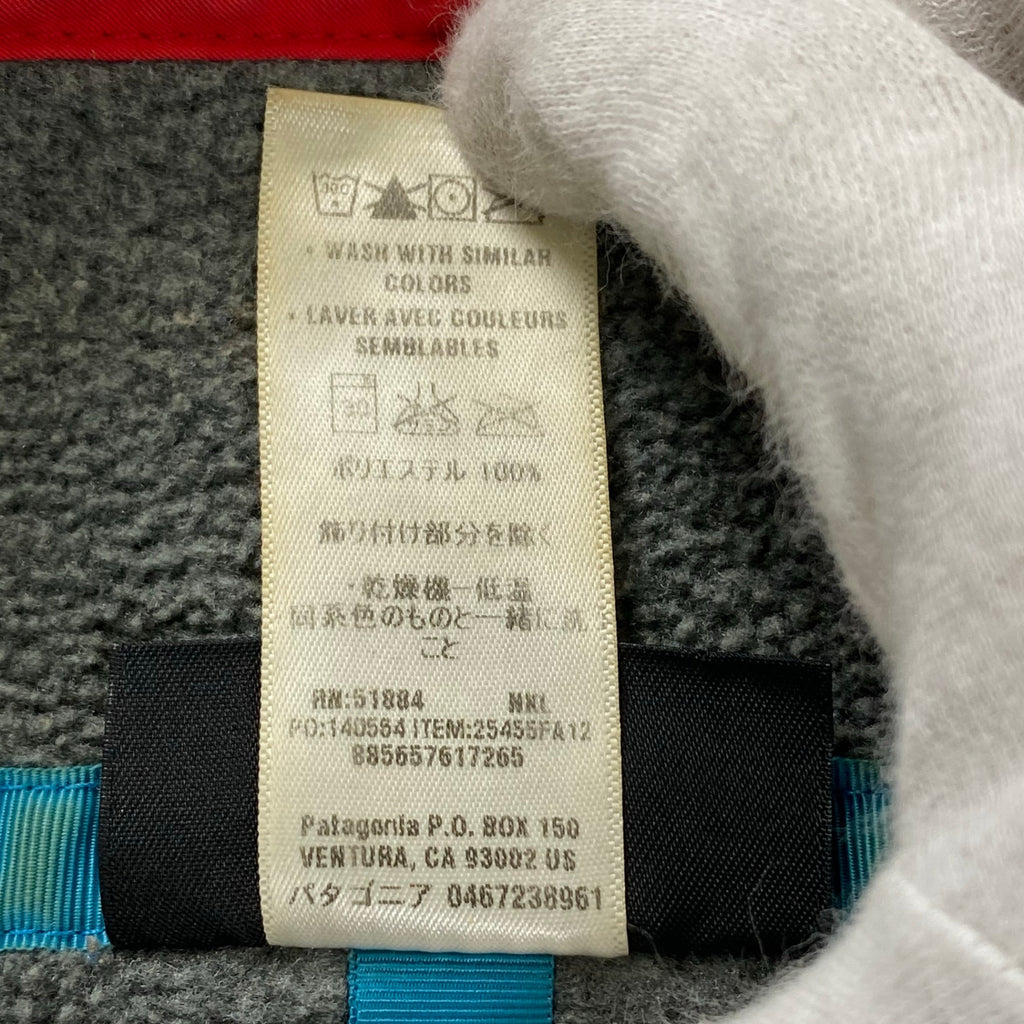 • WASH WITH SIMILAR
COLORS
• LAVER AVEC COULEURS
SEMBLABLES
30
ポリエステル 100%
飾り付け部分を除く
・乾燥機－低温
同系色のものと一緒に洗
こと
RN:51884 NKL
PO:140564 ITEM:25455FA12
885657617265
Patagonia P.O. BOX 150
VENTURA, CA 93002 US
パタゴニア 0467238961